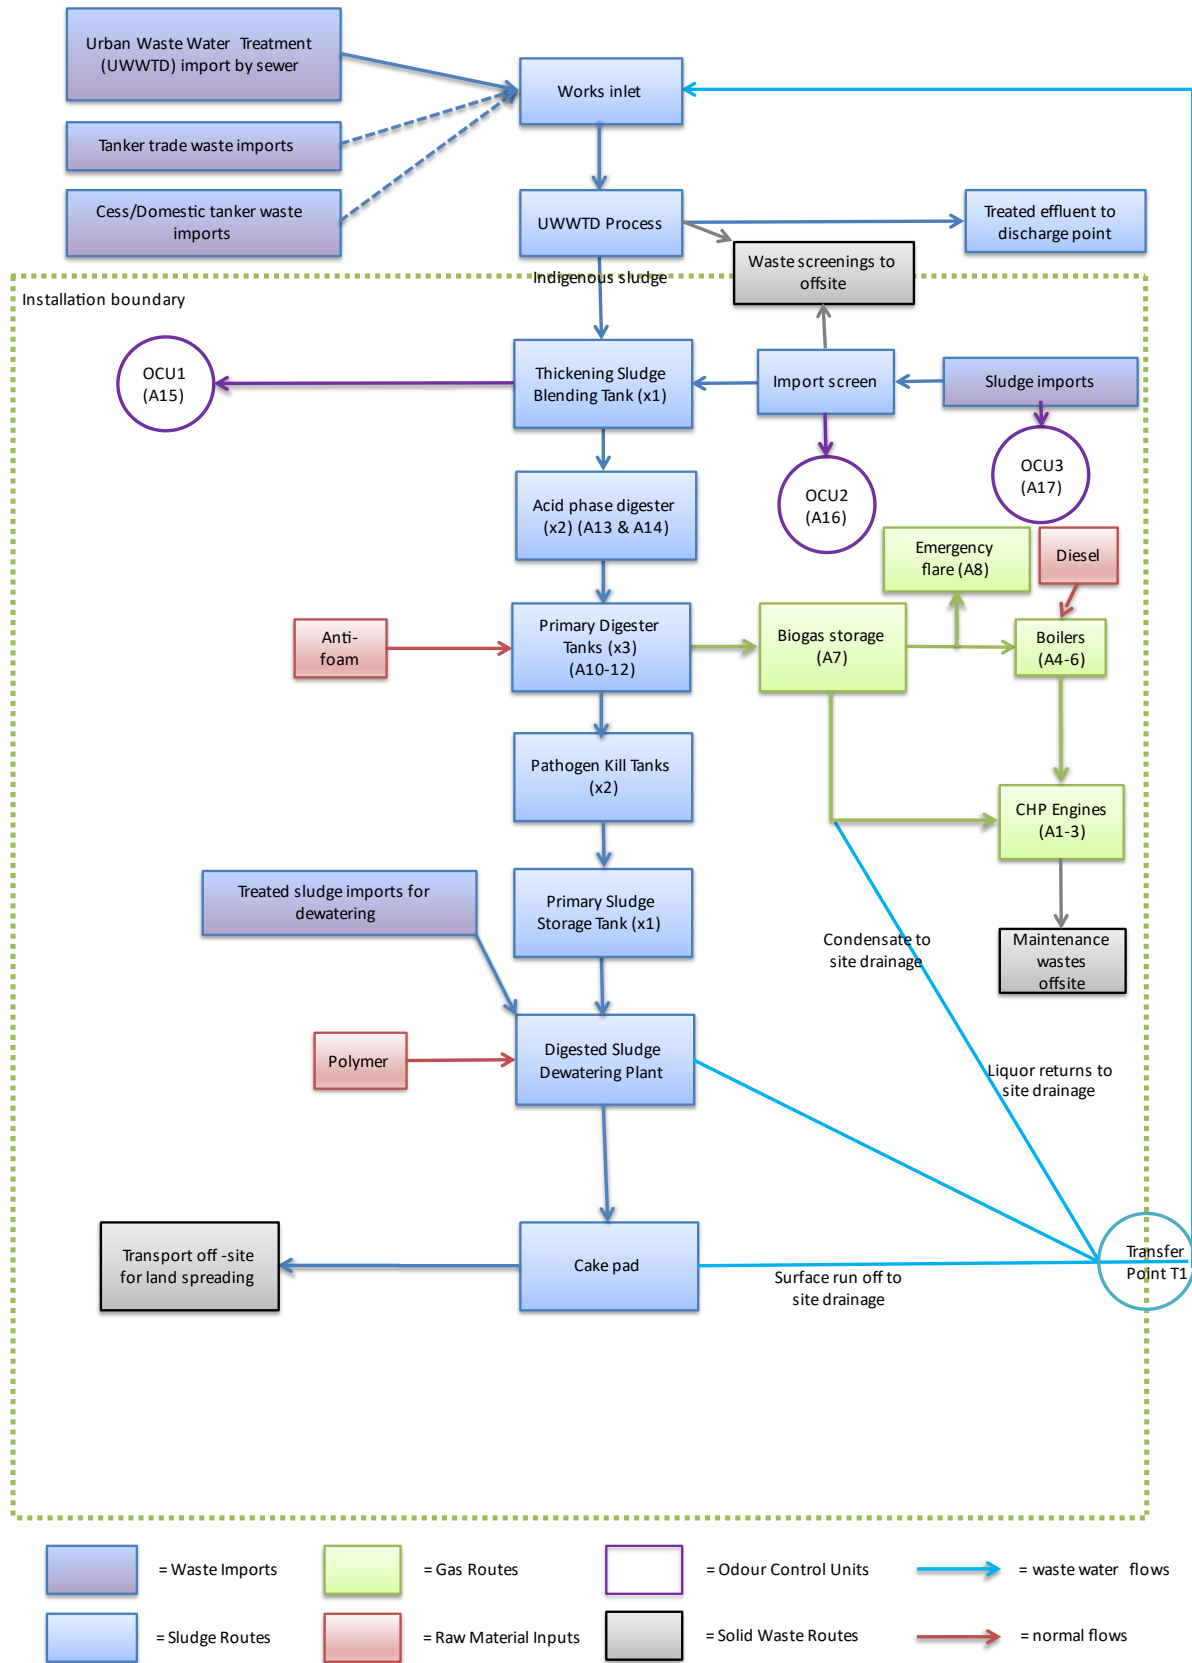 Urban Waste Water Treatment
(UWWTD) import by sewer
Works inlet
Tanker trade waste imports
Cess/Domestic tanker waste
imports
UWWTD Process
Treated effluent to
discharge point
Waste screenings to
offsite
Indigenous sludge
Installation boundary
OCU1
(A15)
Thickening Sludge
Blending Tank (x1)
Import screen
Sludge imports
OCU2
(A16)
OCU3
(A17)
Acid phase digester
(x2) (A13 & A14)
Emergency
flare (A8)
Diesel
Anti-
foam
Primary Digester
Tanks (x3)
(A10-12)
Biogas storage
(A7)
Boilers
(A4-6)
Pathogen Kill Tanks
(x2)
CHP Engines
(A1-3)
Treated sludge imports for
dewatering
Primary Sludge
Storage Tank (x1)
Condensate to
site drainage
Maintenance
wastes
offsite
Polymer
Digested Sludge
Dewatering Plant
Liquor returns to
site drainage
Transport off -site
for land spreading
Cake pad
Surface run off to
site drainage
Transfer
Point T1
= Waste Imports
= Gas Routes
= Odour Control Units
= waste water flows
= Sludge Routes
= Raw Material Inputs
= Solid Waste Routes
= normal flows